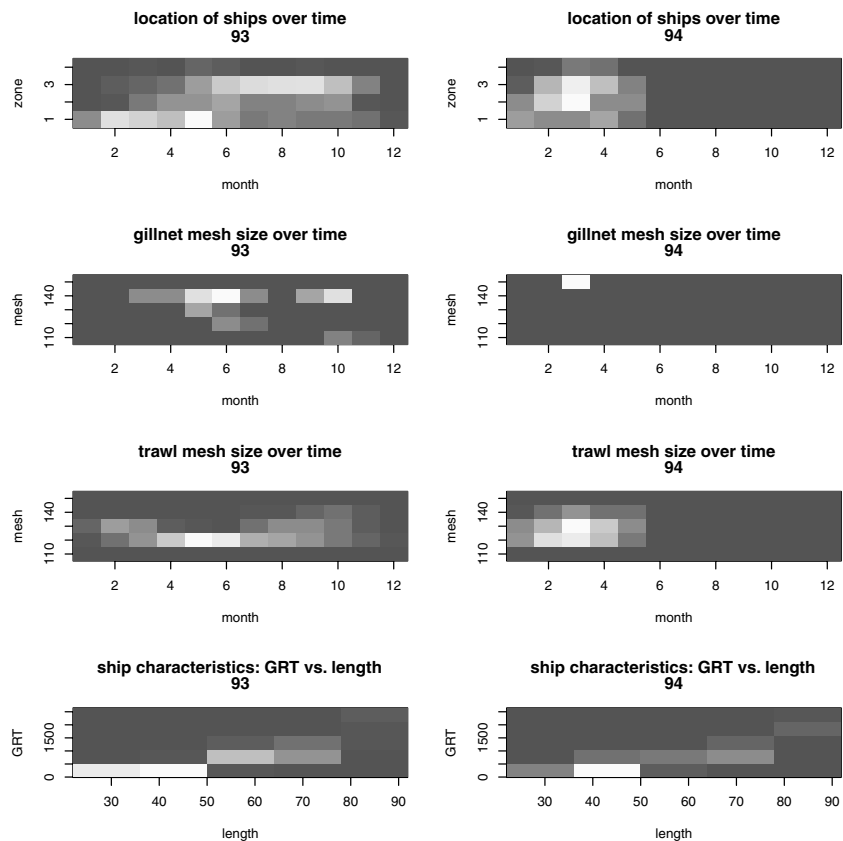 location of ships over time
93
zone
1 3
2 4 6 8 10 12
month
location of ships over time
94
zone
1 3
2 4 6 8 10 12
month
gillnet mesh size over time
93
mesh
110 140
2 4 6 8 10 12
month
gillnet mesh size over time
94
mesh
110 140
2 4 6 8 10 12
month
trawl mesh size over time
93
mesh
110 140
2 4 6 8 10 12
month
trawl mesh size over time
94
mesh
110 140
2 4 6 8 10 12
month
ship characteristics: GRT vs. length
93
GRT
0 1500
30 40 50 60 70 80 90
length
ship characteristics: GRT vs. length
94
GRT
0 1500
30 40 50 60 70 80 90
length